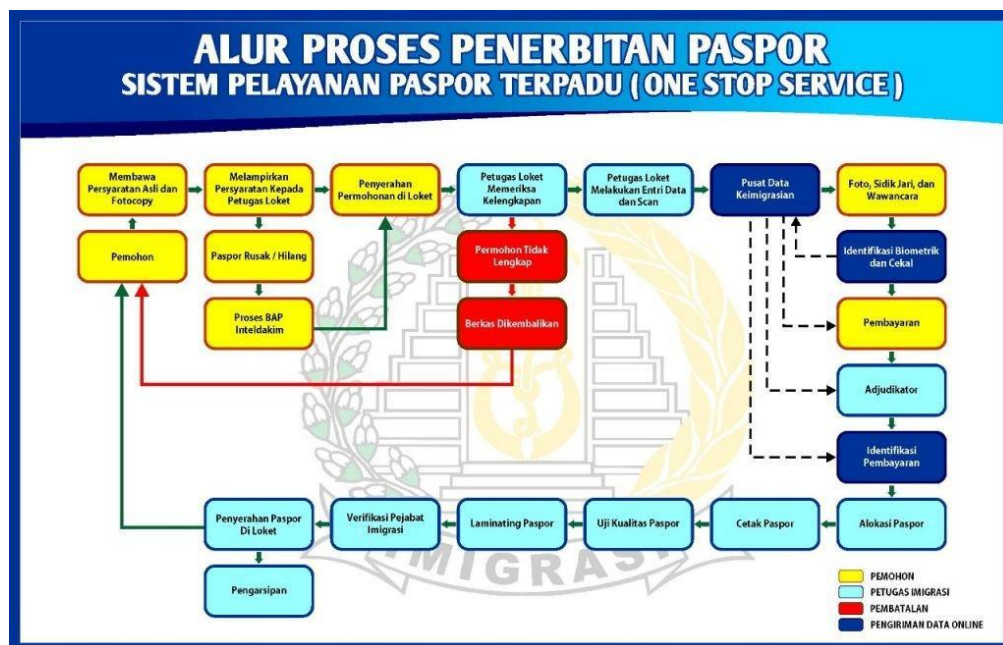 ALUR PROSES PENERBITAN PASPOR
SISTEM PELAYANAN PASPOR TERPADU ( ONE STOP SERVICE )
Membawa
Persyaratan Asli dan
Fotocopy
Melampirkan
Persyaratan Kepada
Petugas Loket
Penyerahan
Permohonan di Loket
Petugas Loket
Memeriksa
Kelengkapan
Petugas Loket
Melakukan Entri Data
dan Scan
Pusat Data
Keimigrasian
Foto, Sidik Jari, dan
Wawancara
Pemohon
Paspor Rusak / Hilang
Permohon Tidak
Lengkap
Identifikasi Biometrik
dan Cekal
Proses BAP
Inteldakim
Berkas Dikembalikan
Pembayaran
Adjudikator
Identifikasi
Pembayaran
Penyerahan Paspor
Di Loket
Verifikasi Pejabat
Imigrasi
Laminating Paspor
Uji Kualitas Paspor
Cetak Paspor
Alokasi Paspor
Pengarsipan
IMIGRASI
PEMOHON
PETUGAS IMIGRASI
PEMBATALAN
PENGIRIMAN DATA ONLINE